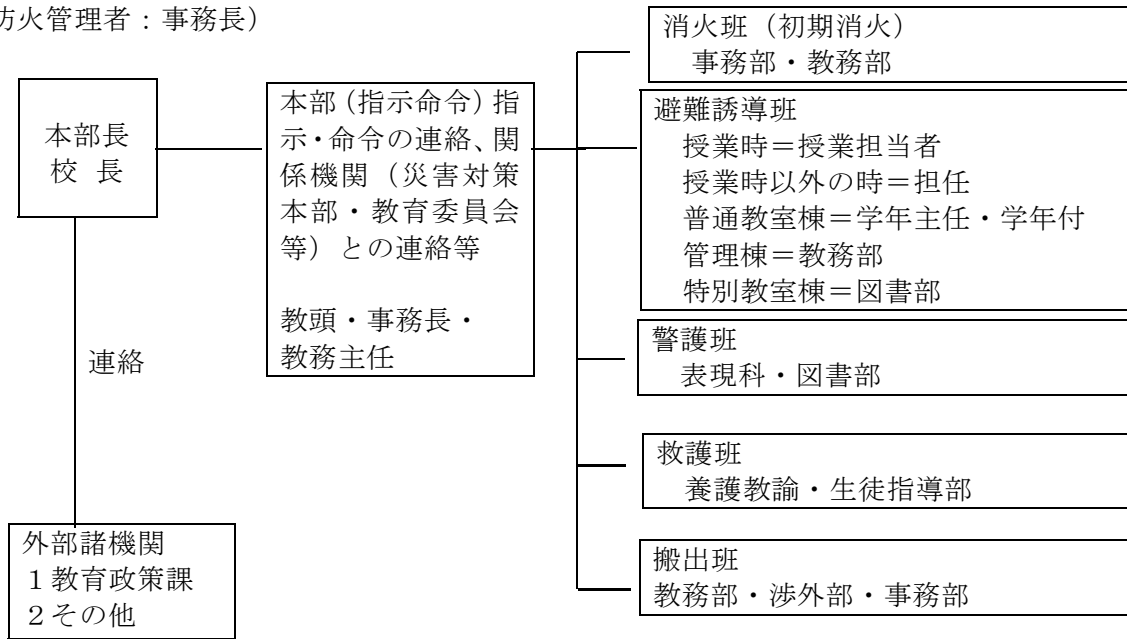 防火管理者：事務長）
本部長
校 長
連絡
外部諸機関
１教育政策課
２その他
本部（指示命令）指
示・命令の連絡、関
係機関（災害対策
本部・教育委員会
等）との連絡等
教頭・事務長・
教務主任
消火班（初期消火）
事務部・教務部
避難誘導班
授業時＝授業担当者
授業時以外の時＝担任
普通教室棟＝学年主任・学年付
管理棟＝教務部
特別教室棟＝図書部
警護班
表現科・図書部
救護班
養護教諭・生徒指導部
搬出班
教務部・渉外部・事務部